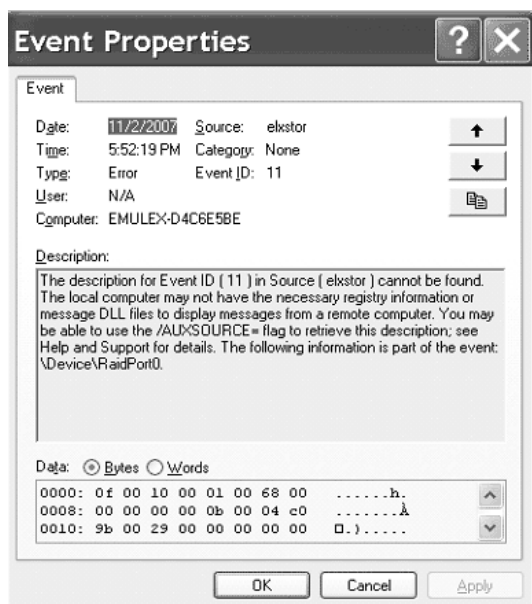 Event Properties
? X
Event
Date: 11/2/2007 Source: elxstor
Time: 5:52:19 PM Category: None
Type: Error Event ID: 11
User: N/A
Computer: EMULEX-D4C6E5BE
Description:
The description for Event ID ( 11 ) in Source ( elxstor ) cannot be found.
The local computer may not have the necessary registry information or
message DLL files to display messages from a remote computer. You may
be able to use the /AUXSOURCE= flag to retrieve this description; see
Help and Support for details. The following information is part of the event:
\Device\RaidPort0.
Data: Bytes Words
0000: 0f 00 10 00 01 00 68 00 ......h.
0008: 00 00 00 00 0b 00 04 c0 .......À
0010: 9b 00 29 00 00 00 00 00 □.).....
OK Cancel Apply